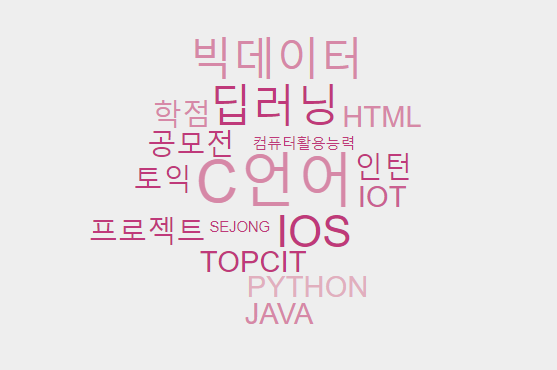 빅데이터
학점 딥러닝 HTML
공모전 컴퓨터활용능력
토익 C언어 인턴
IOT
프로젝트 SEJONG IOS
TOPCIT
PYTHON
JAVA